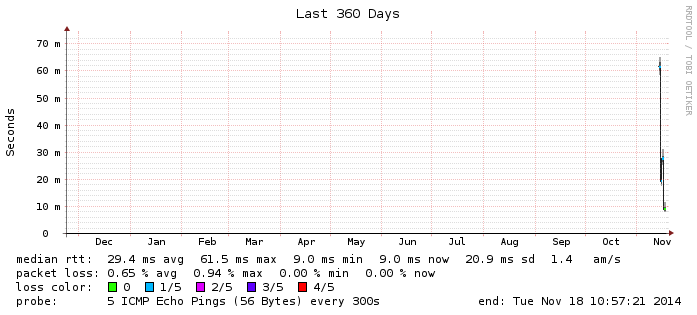 Last 360 Days
RRDTOOL / TOBI OETIKER
Seconds
70 m
60 m
50 m
40 m
30 m
20 m
10 m
0
Dec Jan Feb Mar Apr May Jun Jul Aug Sep Oct Nov
median rtt: 29.4 ms avg 61.5 ms max 9.0 ms min 9.0 ms now 20.9 ms sd 1.4 am/s
packet loss: 0.65 % avg 0.94 % max 0.00 % min 0.00 % now
loss color: 0 1/5 2/5 3/5 4/5
probe: 5 ICMP Echo Pings (56 Bytes) every 300s end: Tue Nov 18 10:57:21 2014